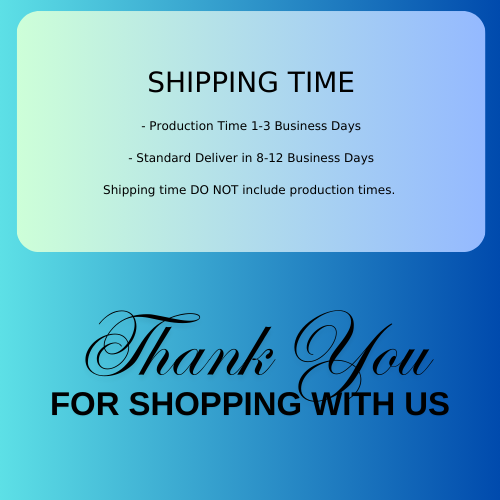 SHIPPING TIME
- Production Time 1-3 Business Days
- Standard Deliver in 8-12 Business Days
Shipping time DO NOT include production times.
Thank You
FOR SHOPPING WITH US